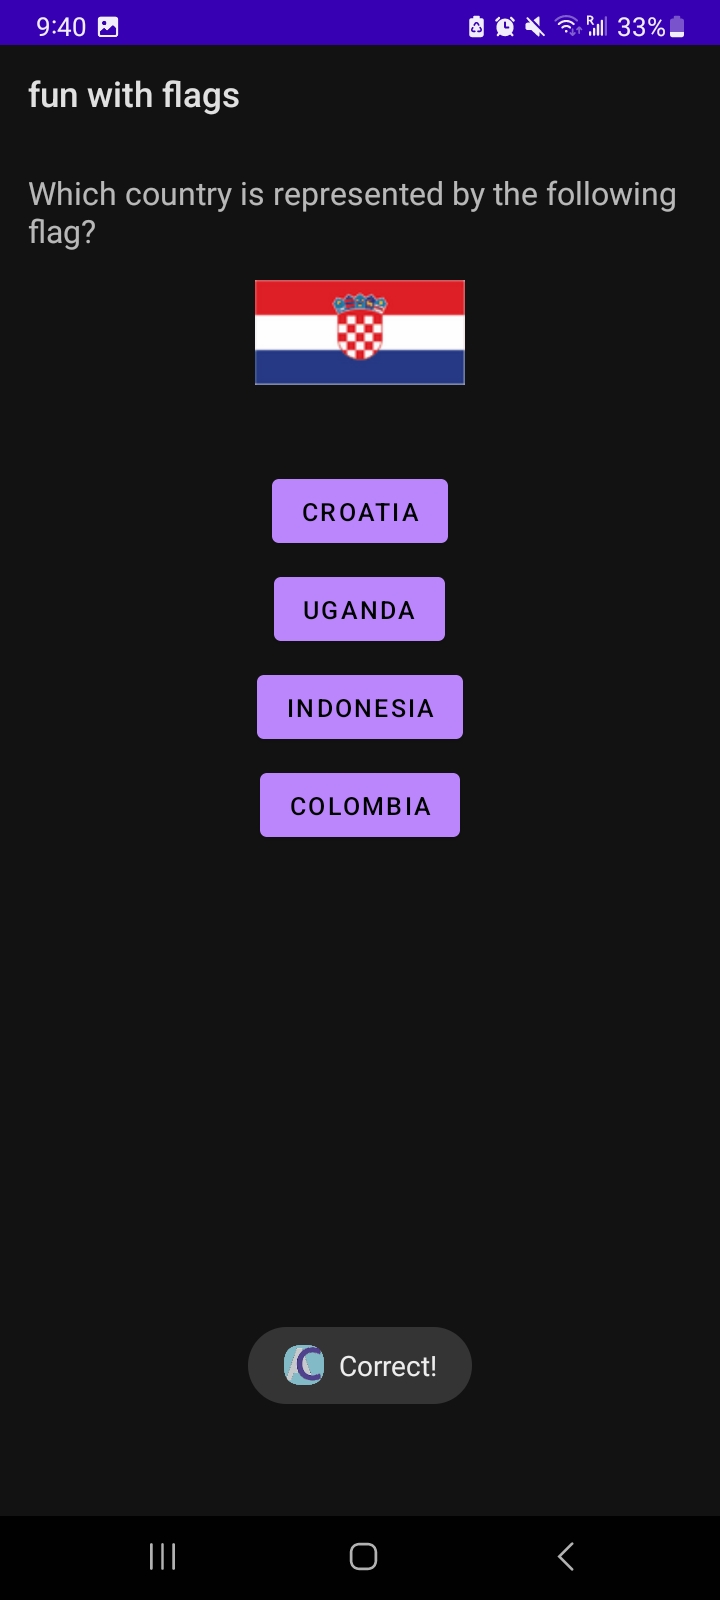 9:40 R 33%
fun with flags
Which country is represented by the following
flag?
CROATIA
UGANDA
INDONESIA
COLOMBIA
Correct!